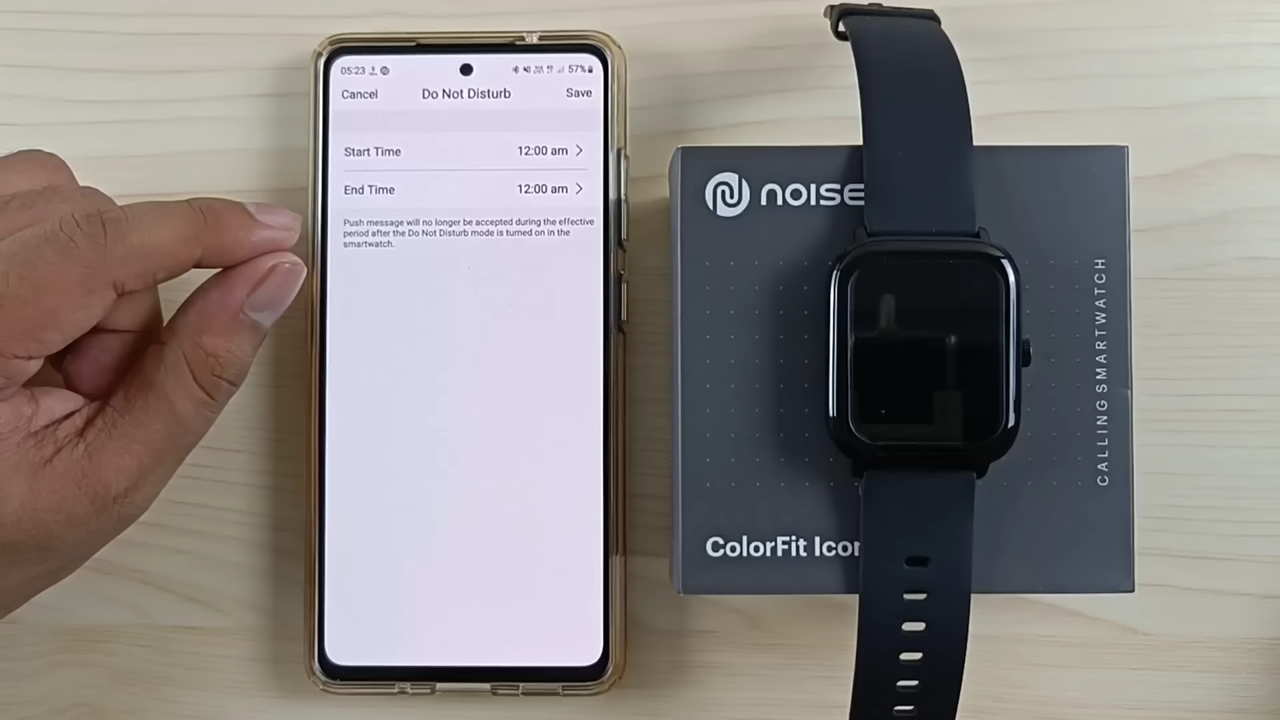 05:23 57%
Cancel Do Not Disturb Save
Start Time 12:00 am
End Time 12:00 am
Push message will no longer be accepted during the effective
period after the Do Not Disturb mode is turned on in the
smartwatch.
NOISE
CALLING SMARTWATCH
ColorFit Icon